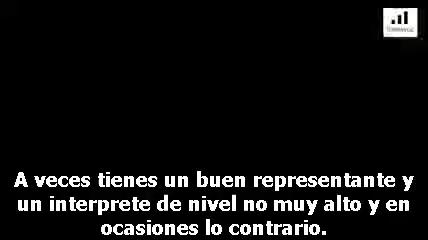 A veces tienes un buen representante y
un interprete de nivel no muy alto y en
ocasiones lo contrario.